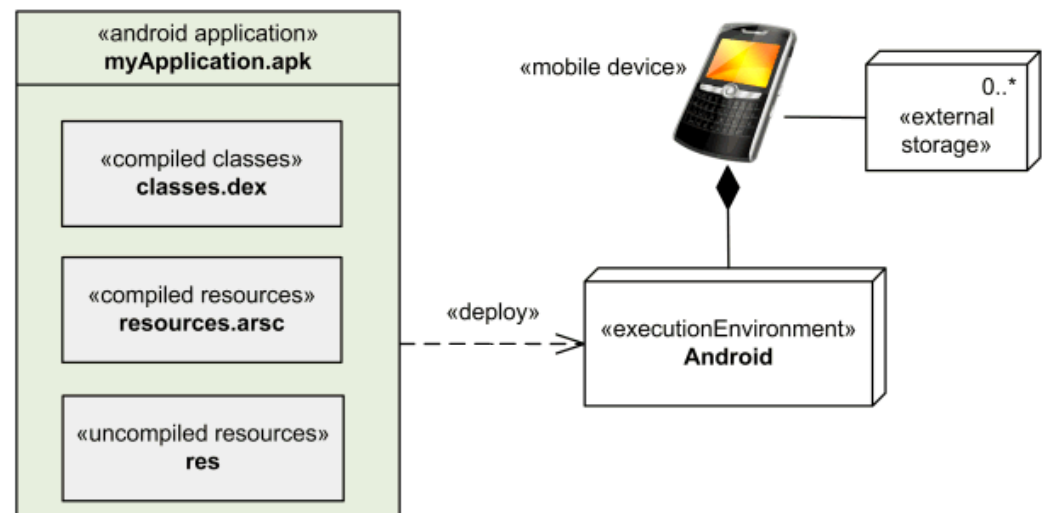 «android application»
myApplication.apk
«compiled classes»
classes.dex
«compiled resources»
resources.arsc
«uncompiled resources»
res
«deploy»
«mobile device»
0..*
«external
storage»
«executionEnvironment»
Android